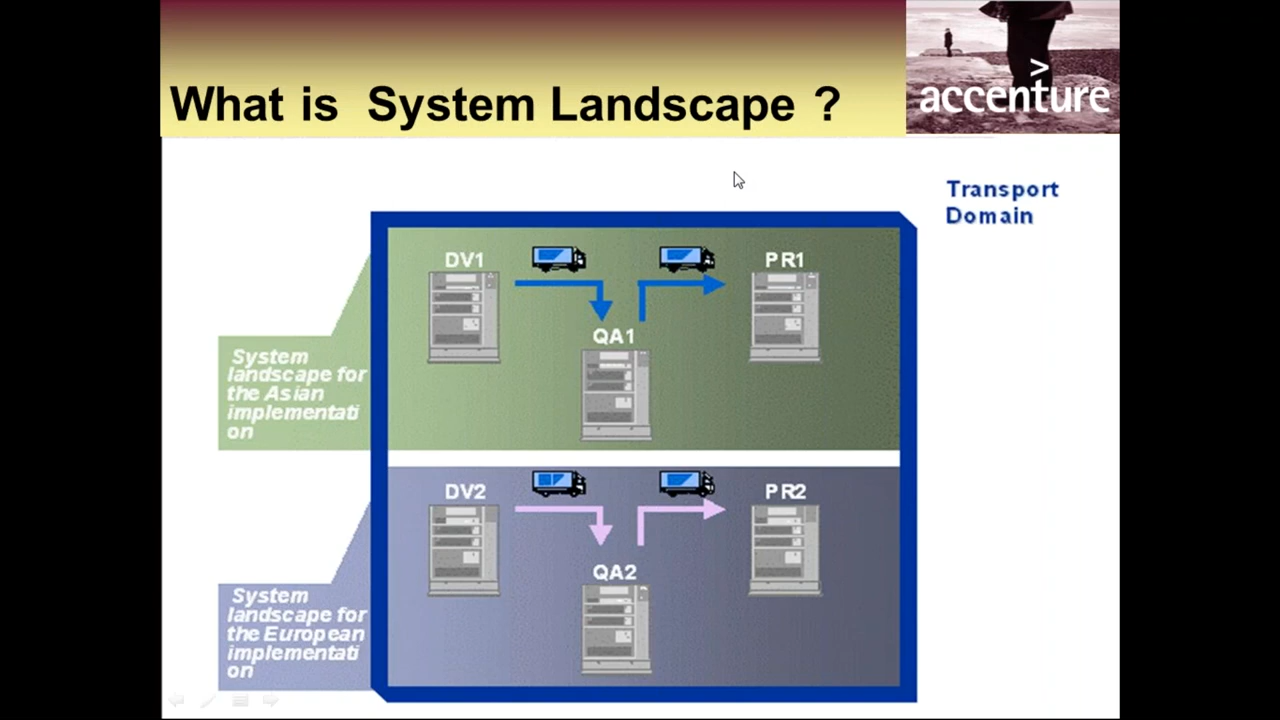 What is System Landscape ?
>
accenture
Transport
Domain
DV1
PR1
QA1
System
landscape for
the Asian
implementati
on
DV2
PR2
QA2
System
landscape for
the European
implementati
on